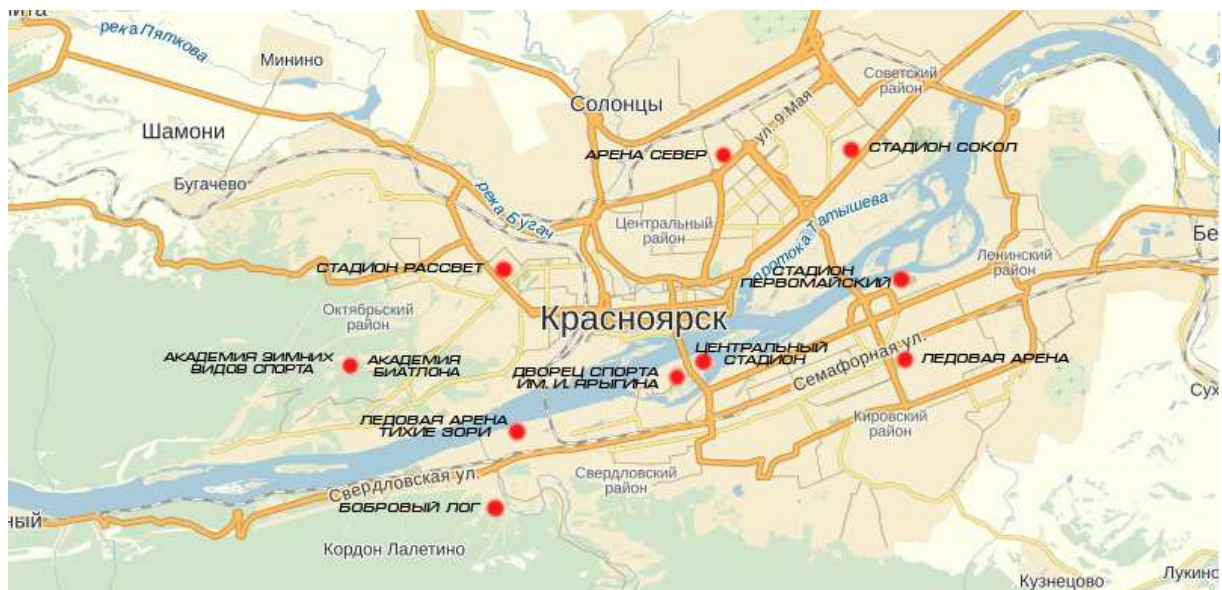 река Пяткова
Минино
Солонцы
Советский
район
ул. 9 Мая
Шамони
АРЕНА СЕВЕР
СТАДИОН СОКОЛ
Бугачево
река Бугач
Центральный
район
протока Татышева
Ленинский
район
СТАДИОН РАССВЕТ
СТАДИОН
ПЕРВОМАЙСКИЙ
Октябрьский
район
Красноярск
АКАДЕМИЯ ЗИМНИХ
ВИДОВ СПОРТА
АКАДЕМИЯ
БИАТЛОНА
ДВОРЕЦ СПОРТА
ИМ. И. ЯРЫГИНА
ЦЕНТРАЛЬНЫЙ
СТАДИОН
Семафорная ул.
ЛЕДОВАЯ АРЕНА
ЛЕДОВАЯ АРЕНА
ТИХИЕ ЗОРИ
Кировский
район
Свердловская ул.
Свердловский
район
БОБРОВЫЙ ЛОГ
Кордон Лалетино
Кузнецово